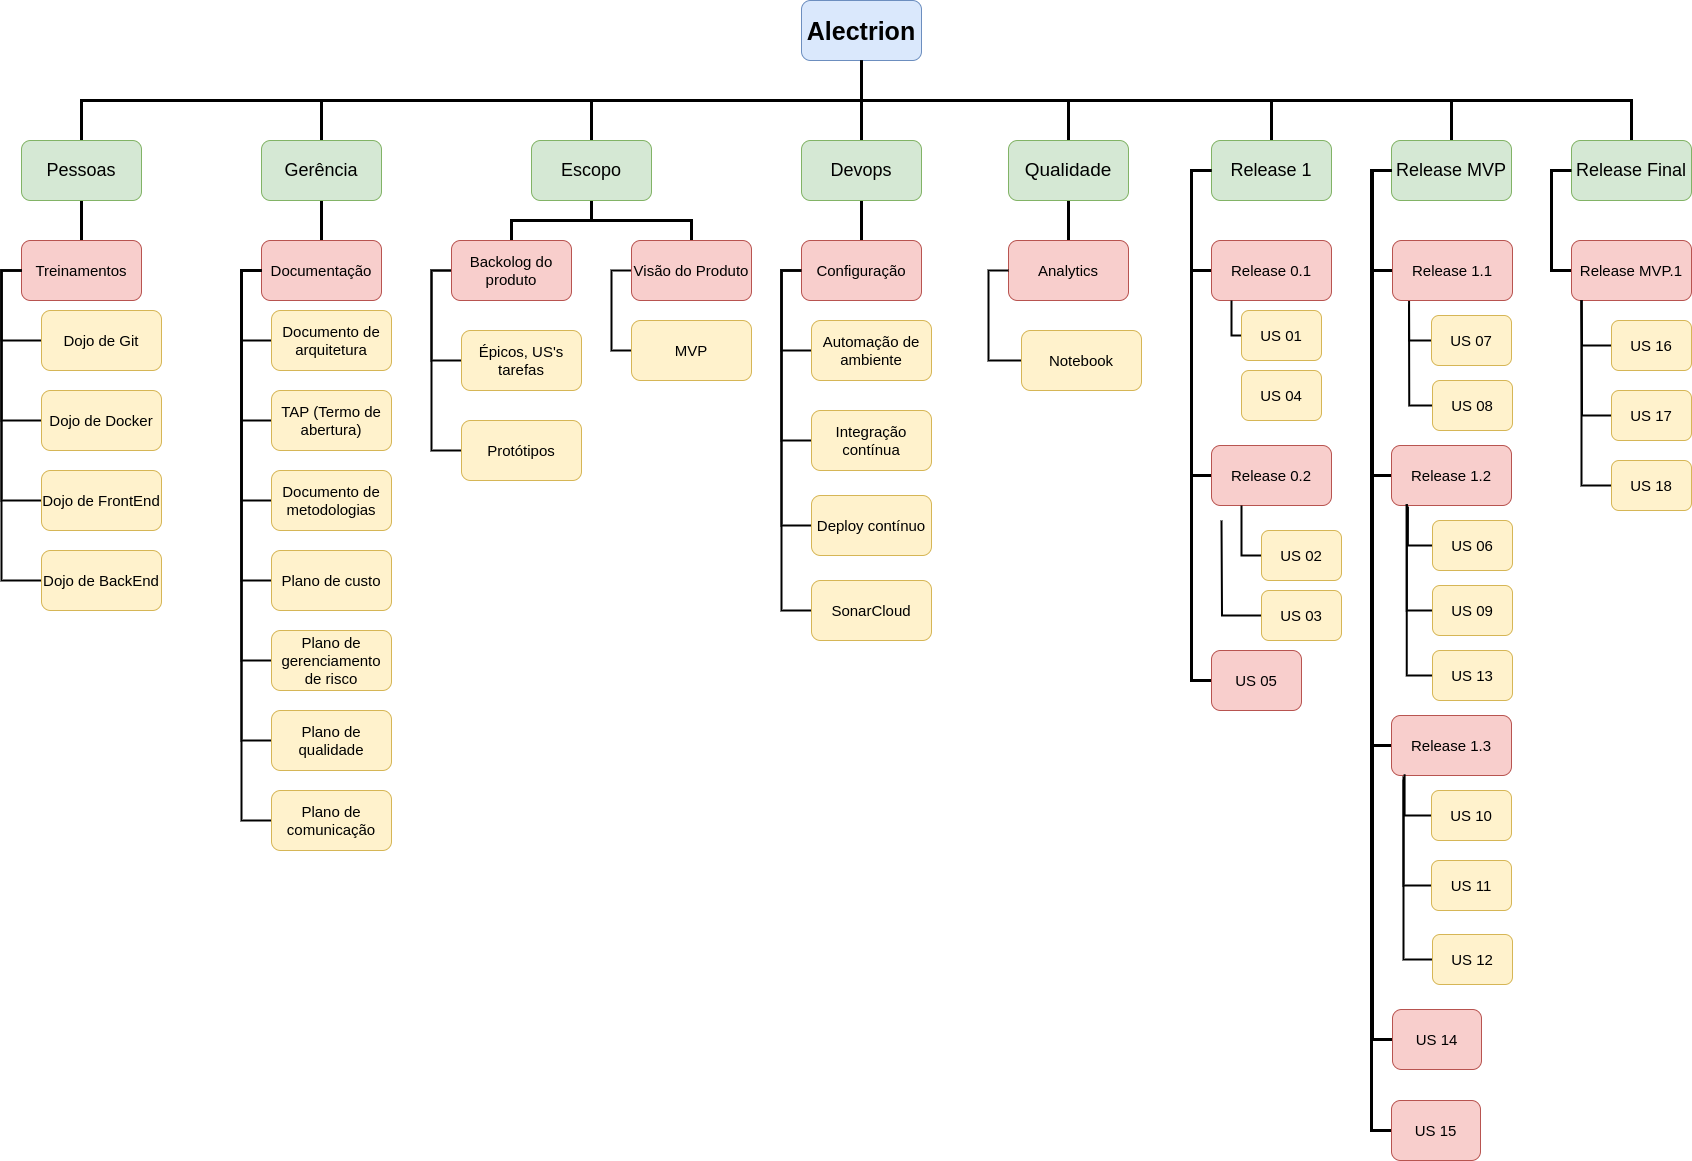 Alectrion
Pessoas
Gerência
Escopo
Devops
Qualidade
Release 1
Release MVP
Release Final
Treinamentos
Dojo de Git
Dojo de Docker
Dojo de FrontEnd
Dojo de BackEnd
Documentação
Documento de
arquitetura
TAP (Termo de
abertura)
Documento de
metodologias
Plano de custo
Plano de
gerenciamento
de risco
Plano de
qualidade
Plano de
comunicação
Backolog do
produto
Épicos, US's
tarefas
Protótipos
Visão do Produto
MVP
Configuração
Automação de
ambiente
Integração
contínua
Deploy contínuo
SonarCloud
Analytics
Notebook
Release 0.1
US 01
US 04
Release 0.2
US 02
US 03
US 05
Release 1.1
US 07
US 08
Release 1.2
US 06
US 09
US 13
Release 1.3
US 10
US 11
US 12
US 14
US 15
Release MVP.1
US 16
US 17
US 18